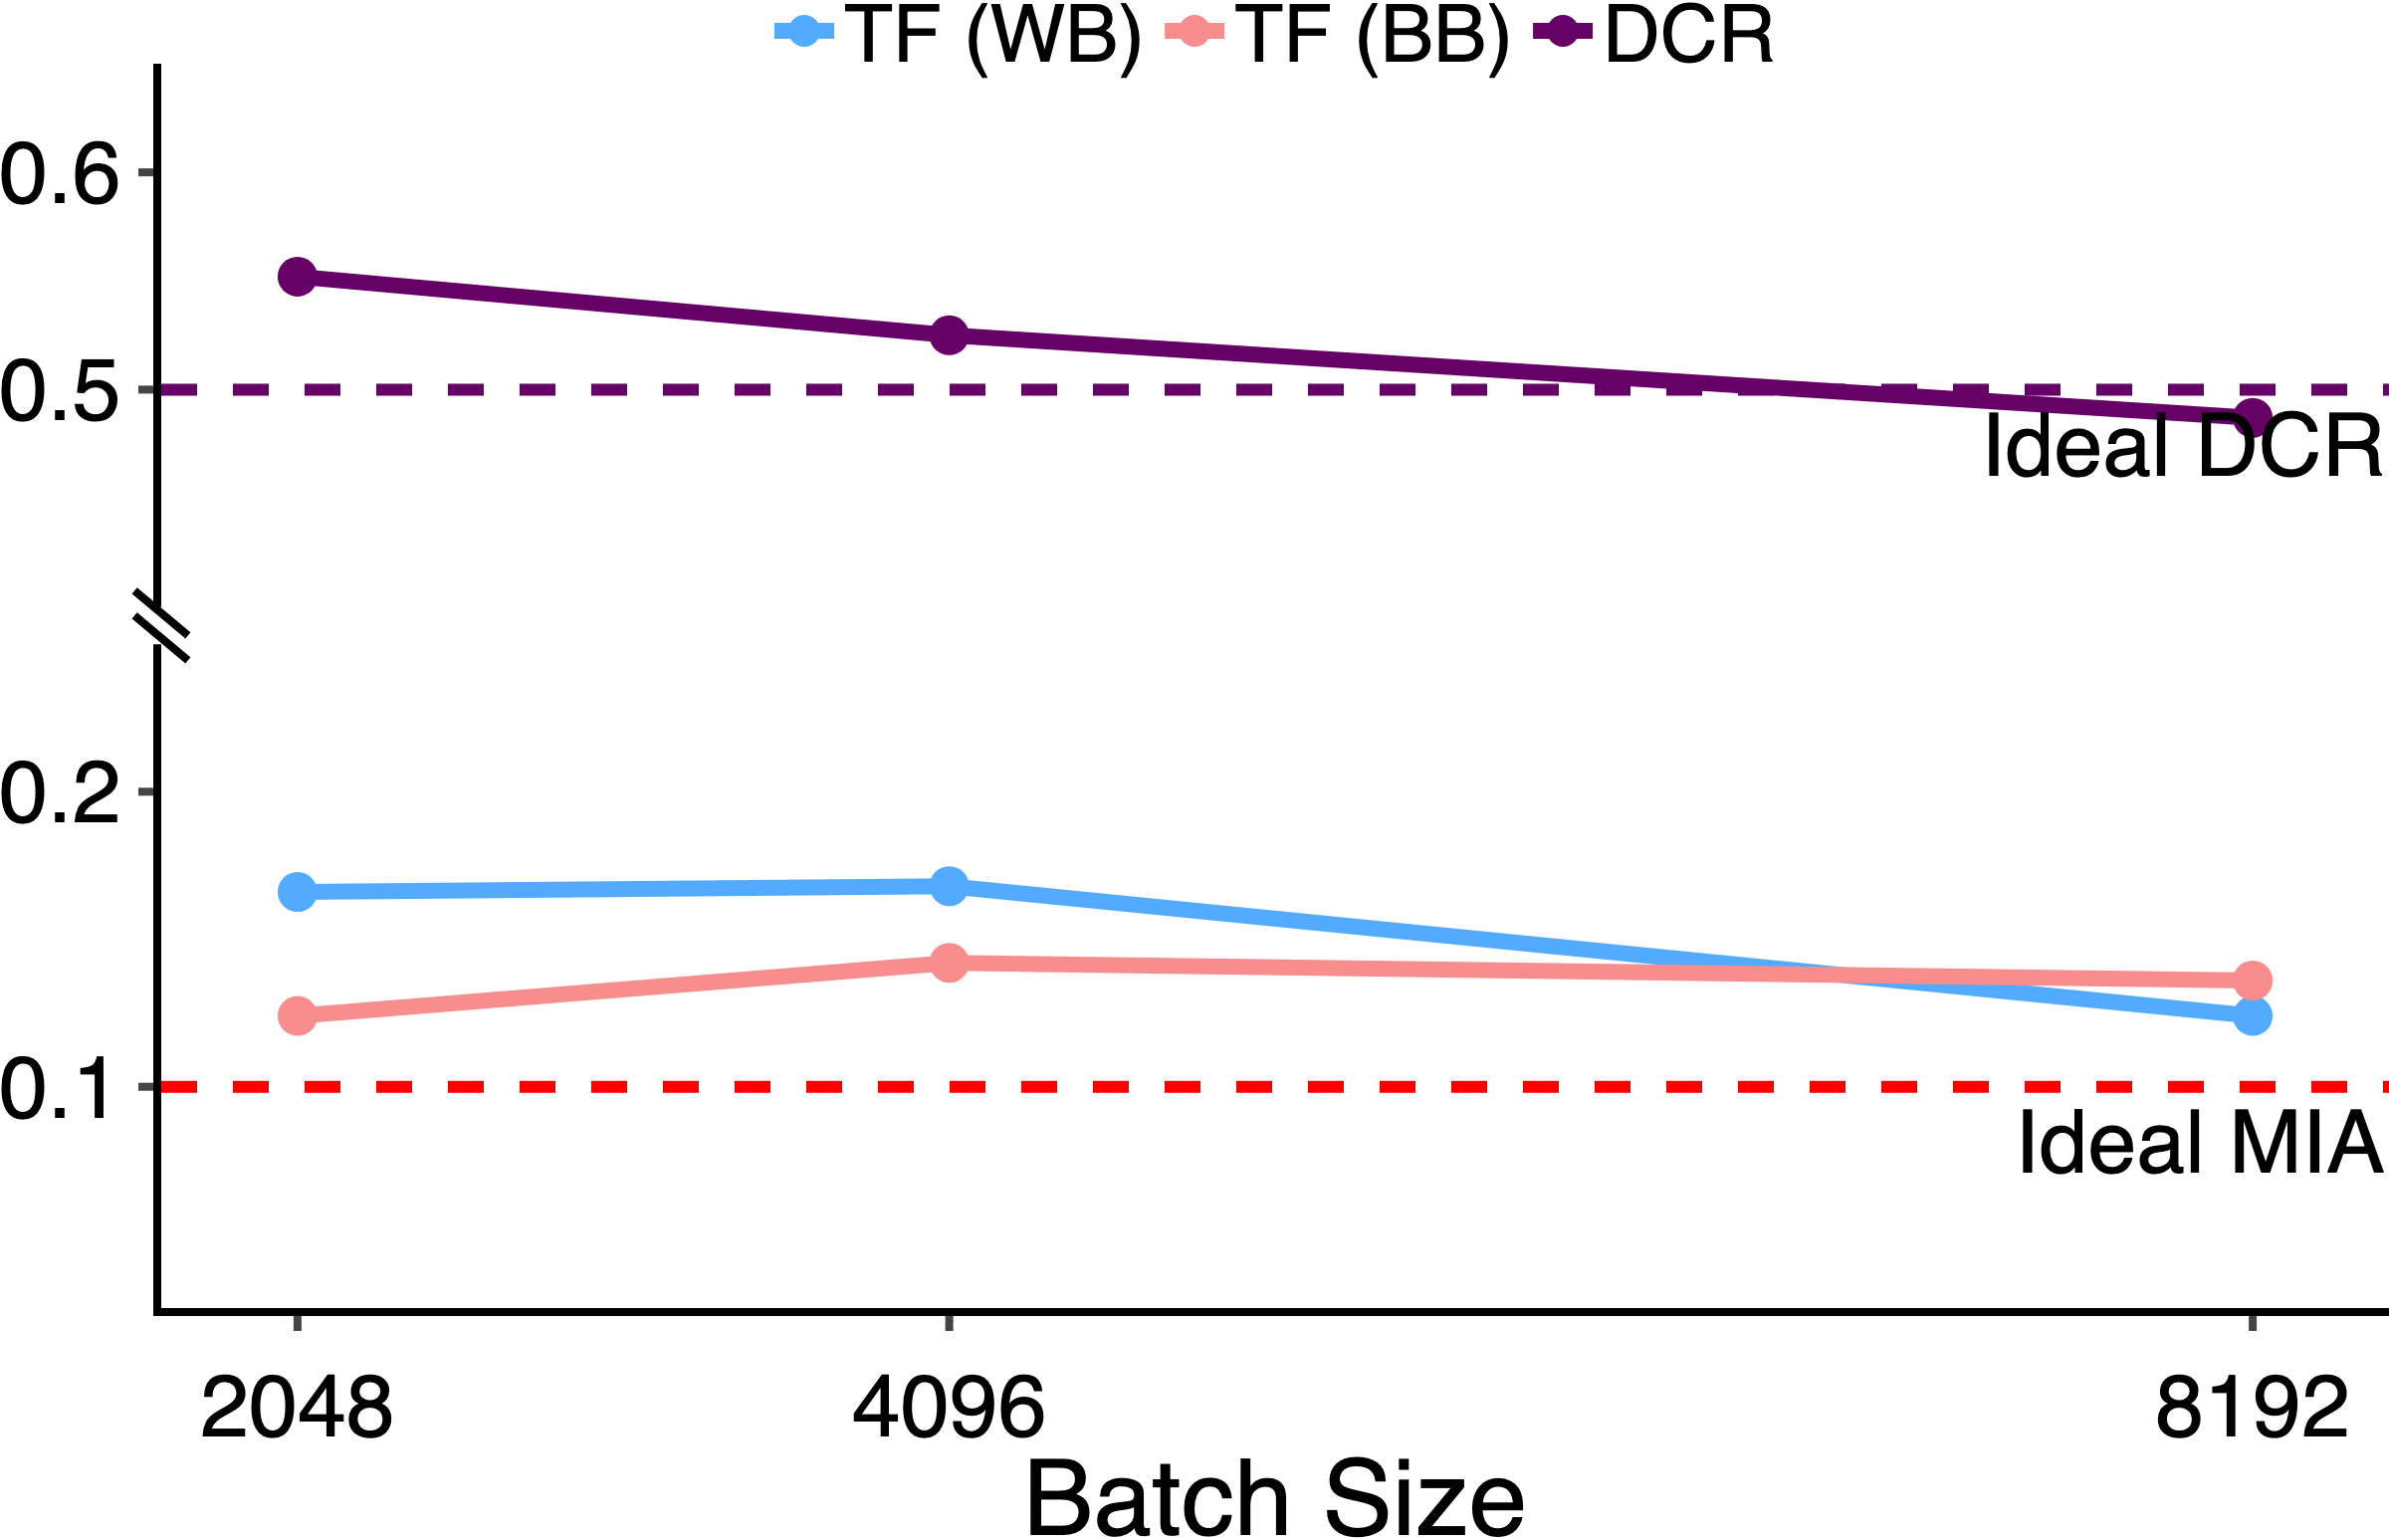 TF (WB) TF (BB) DCR
0.6
0.5
Ideal DCR
0.2
0.1
Ideal MIA
2048 4096 8192
Batch Size